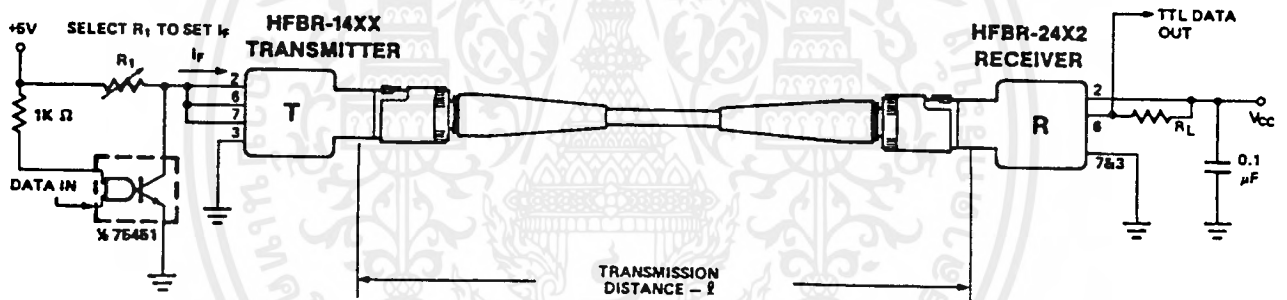 +5V
SELECT R1 TO SET IF
R1
IF
1K Ω
DATA IN
½ 75451
HFBR-14XX
TRANSMITTER
2
6
7
3
T
TRANSMISSION
DISTANCE – ℓ
HFBR-24X2
RECEIVER
R
2
6
7&3
TTL DATA
OUT
RL
VCC
0.1
µF